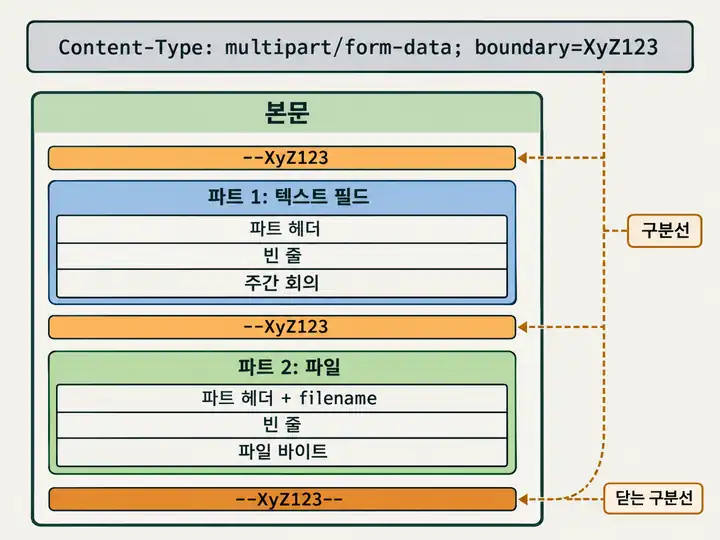 Content-Type: multipart/form-data; boundary=XyZ123
본문
--XyZ123
파트 1: 텍스트 필드
파트 헤더
빈 줄
주간 회의
구분선
--XyZ123
파트 2: 파일
파트 헤더 + filename
빈 줄
파일 바이트
--XyZ123--
닫는 구분선